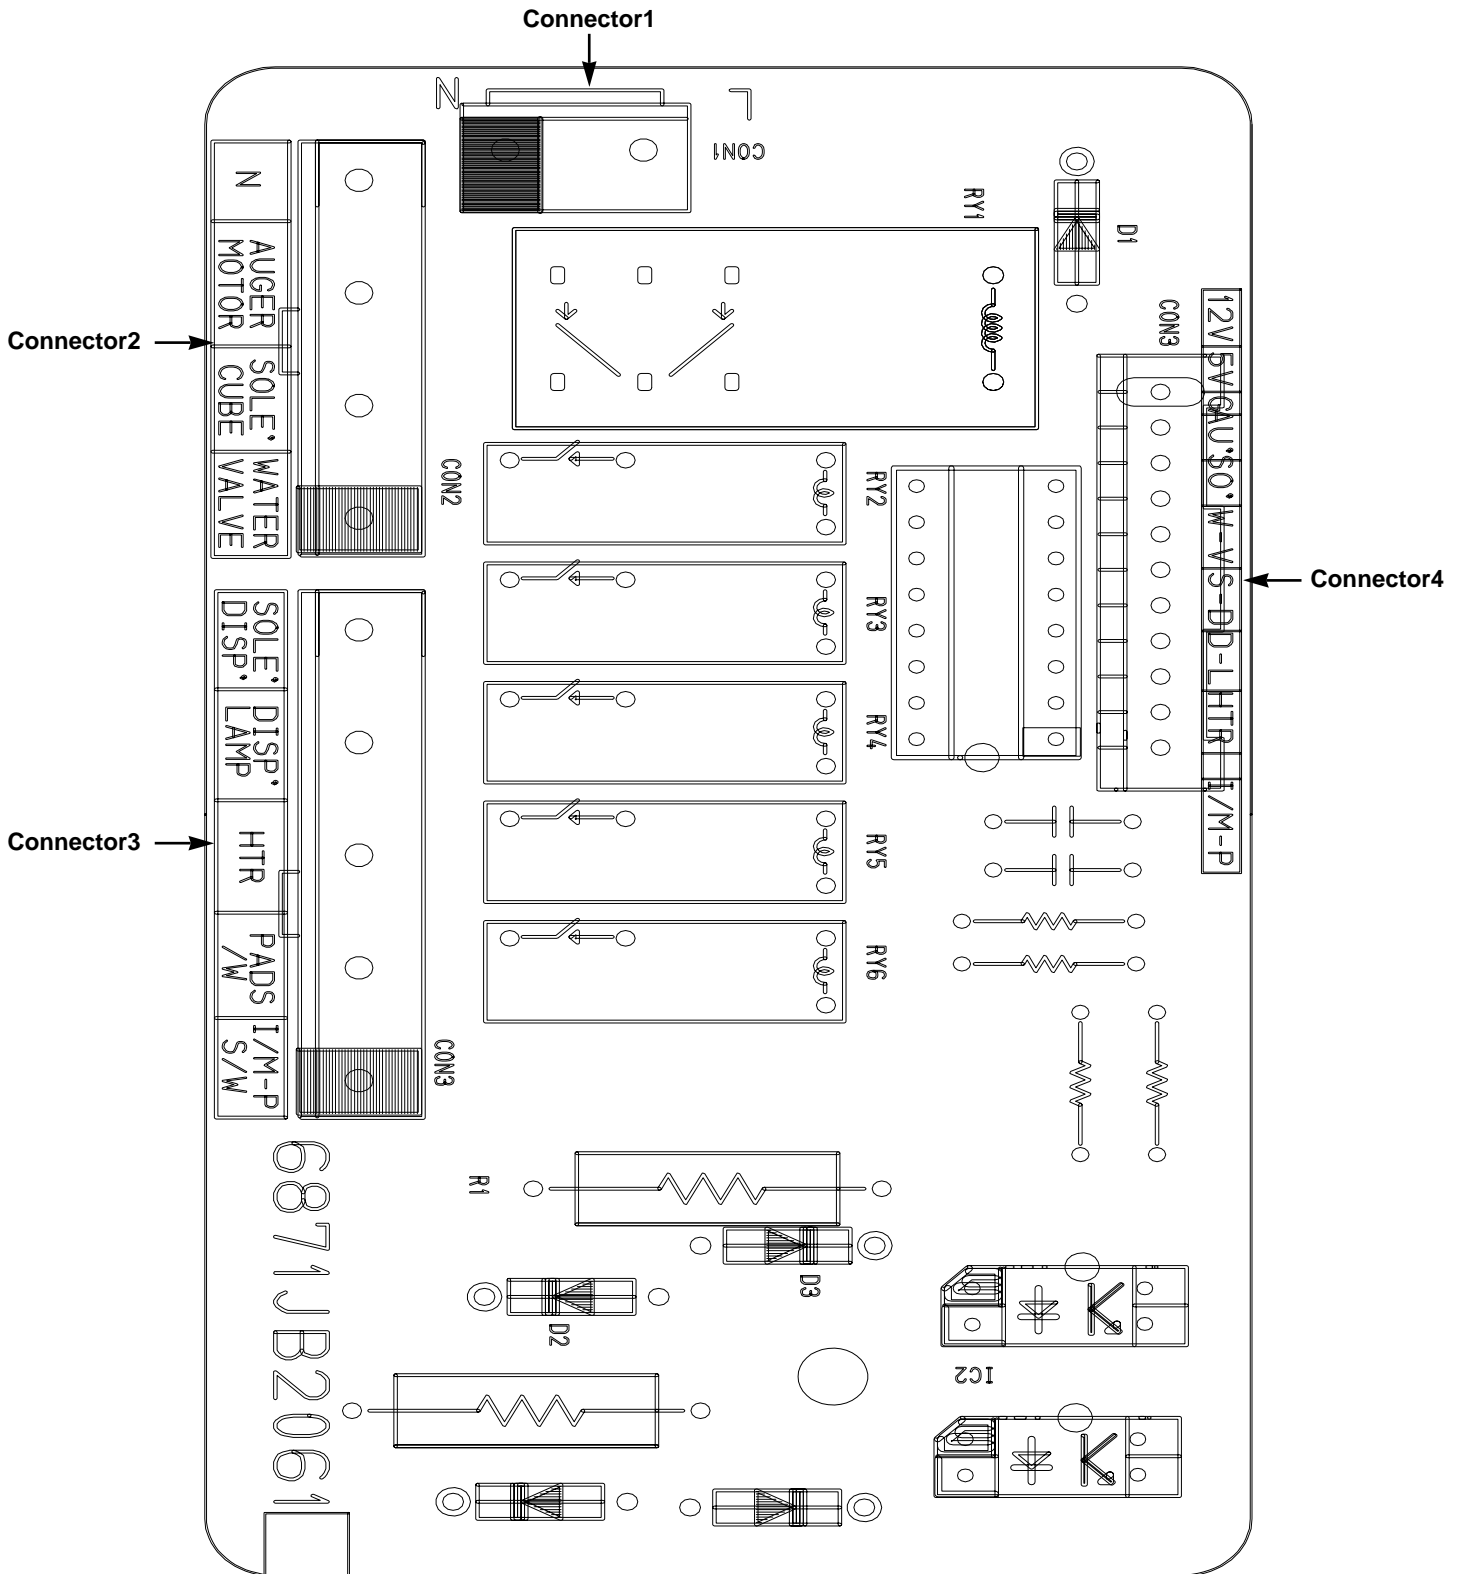 Connector1
N
L
CON1
RY1
D1
N
AUGER
MOTOR
SOLE'
CUBE
WATER
VALVE
Connector2
CON2
CON3
12V
5V
G
AU'
SO'
W-V
S-D
D-L
HTR
I/M-P
Connector4
RY2
RY3
RY4
RY5
RY6
SOLE'
DISP'
DISP'
LAMP
HTR
PADS
/W
I/M-P
S/W
Connector3
CON3
R1
D3
D2
IC2
K
K
6871JB2061